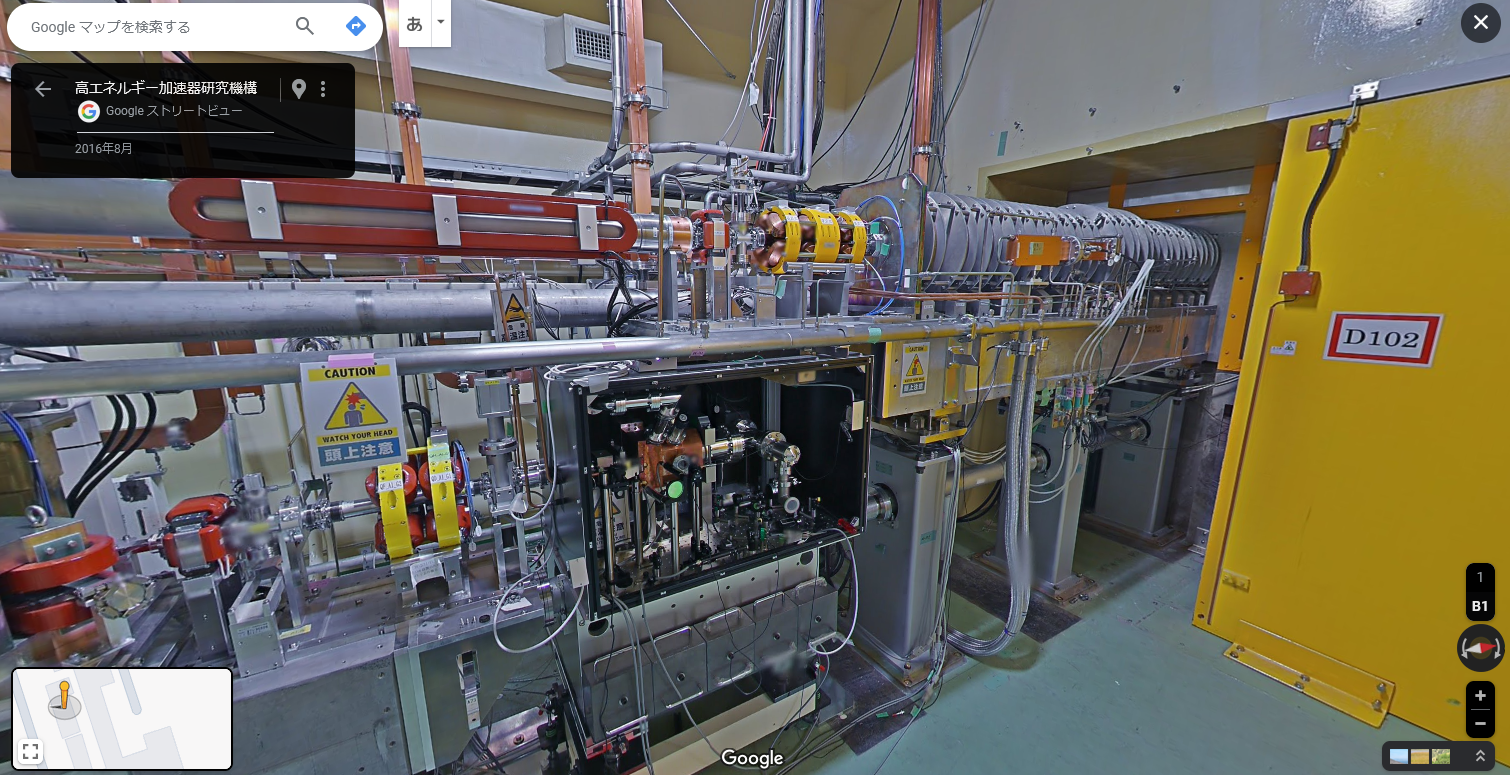 Google マップを検索する
あ
高エネルギー加速器研究機構
Google ストリートビュー
2016年8月
D102
CAUTION
WATCH YOUR HEAD
頭上注意
1
B1
Google